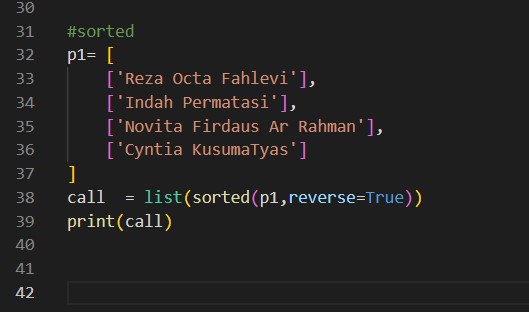 30
31 #sorted
32 p1= [
33     ['Reza Octa Fahlevi'],
34     ['Indah Permatasi'],
35     ['Novita Firdaus Ar Rahman'],
36     ['Cyntia KusumaTyas']
37 ]
38 call  = list(sorted(p1,reverse=True))
39 print(call)
40
41
42